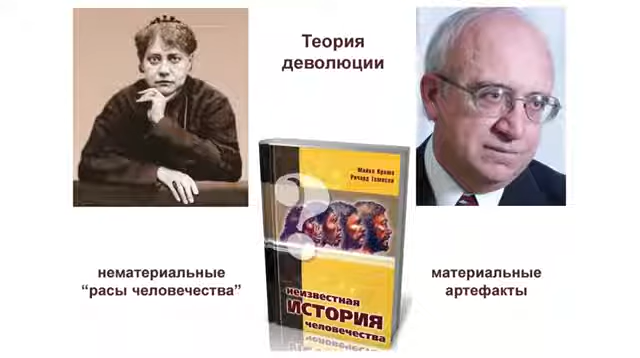 Теория
деволюции
Майкл Кремо
Ричард Томпсон
неизвестная
ИСТОРИЯ
человечества
нематериальные
“расы человечества”
материальные
артефакты